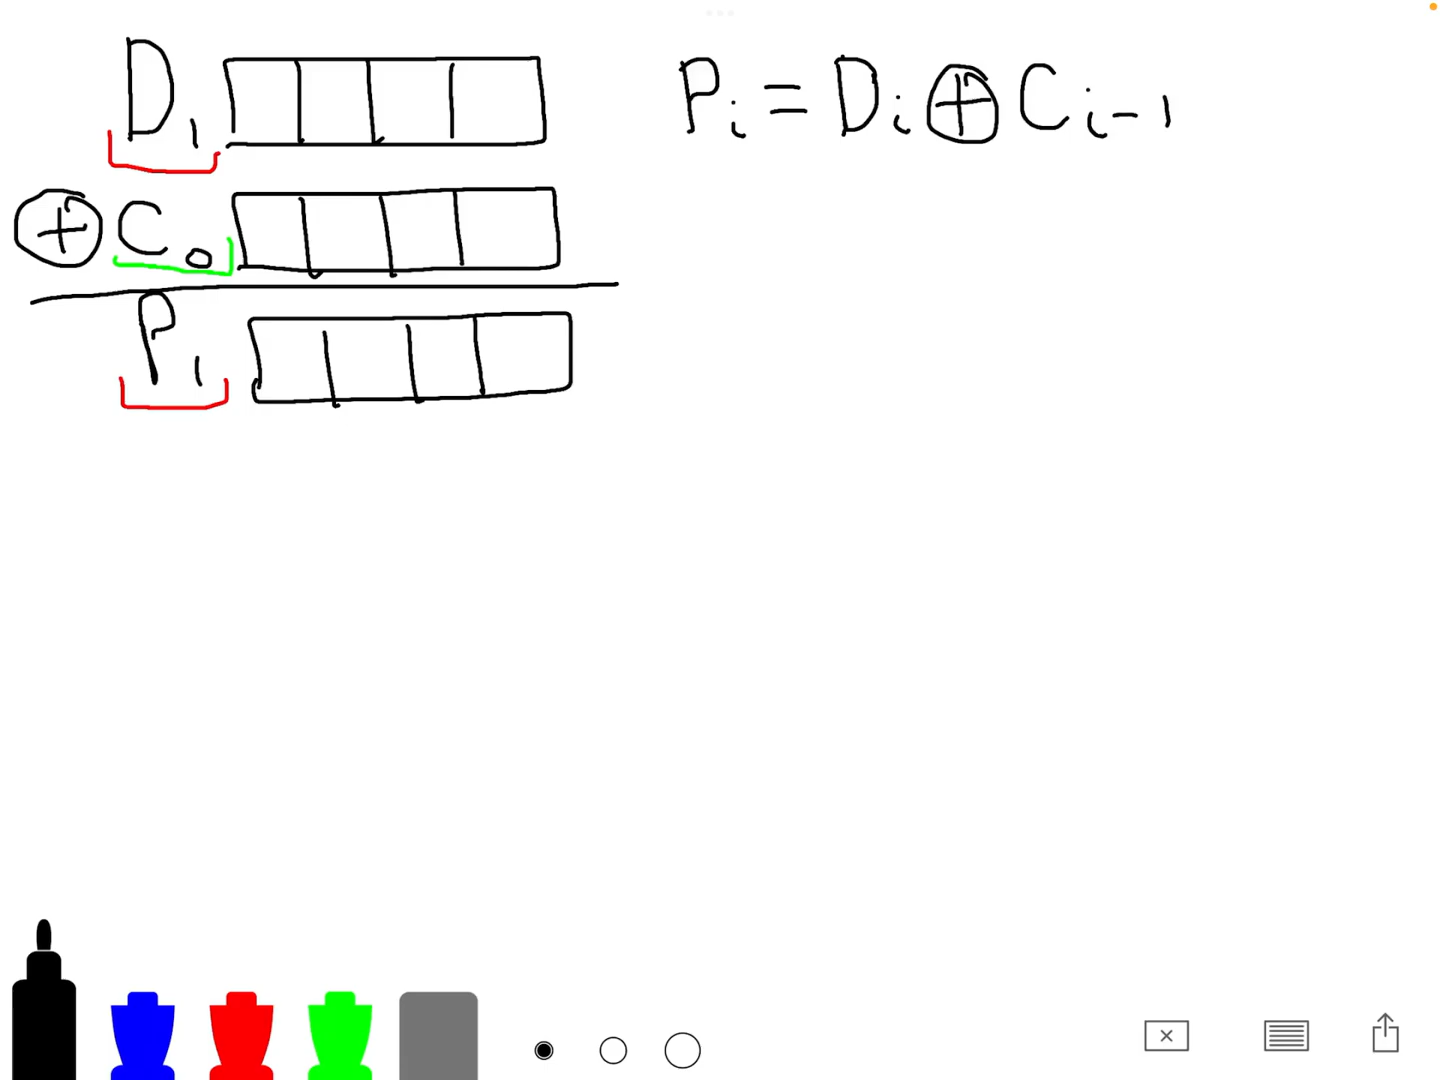 D₁
⊕ C₀
P₁
Pᵢ = Dᵢ ⊕ Cᵢ₋₁